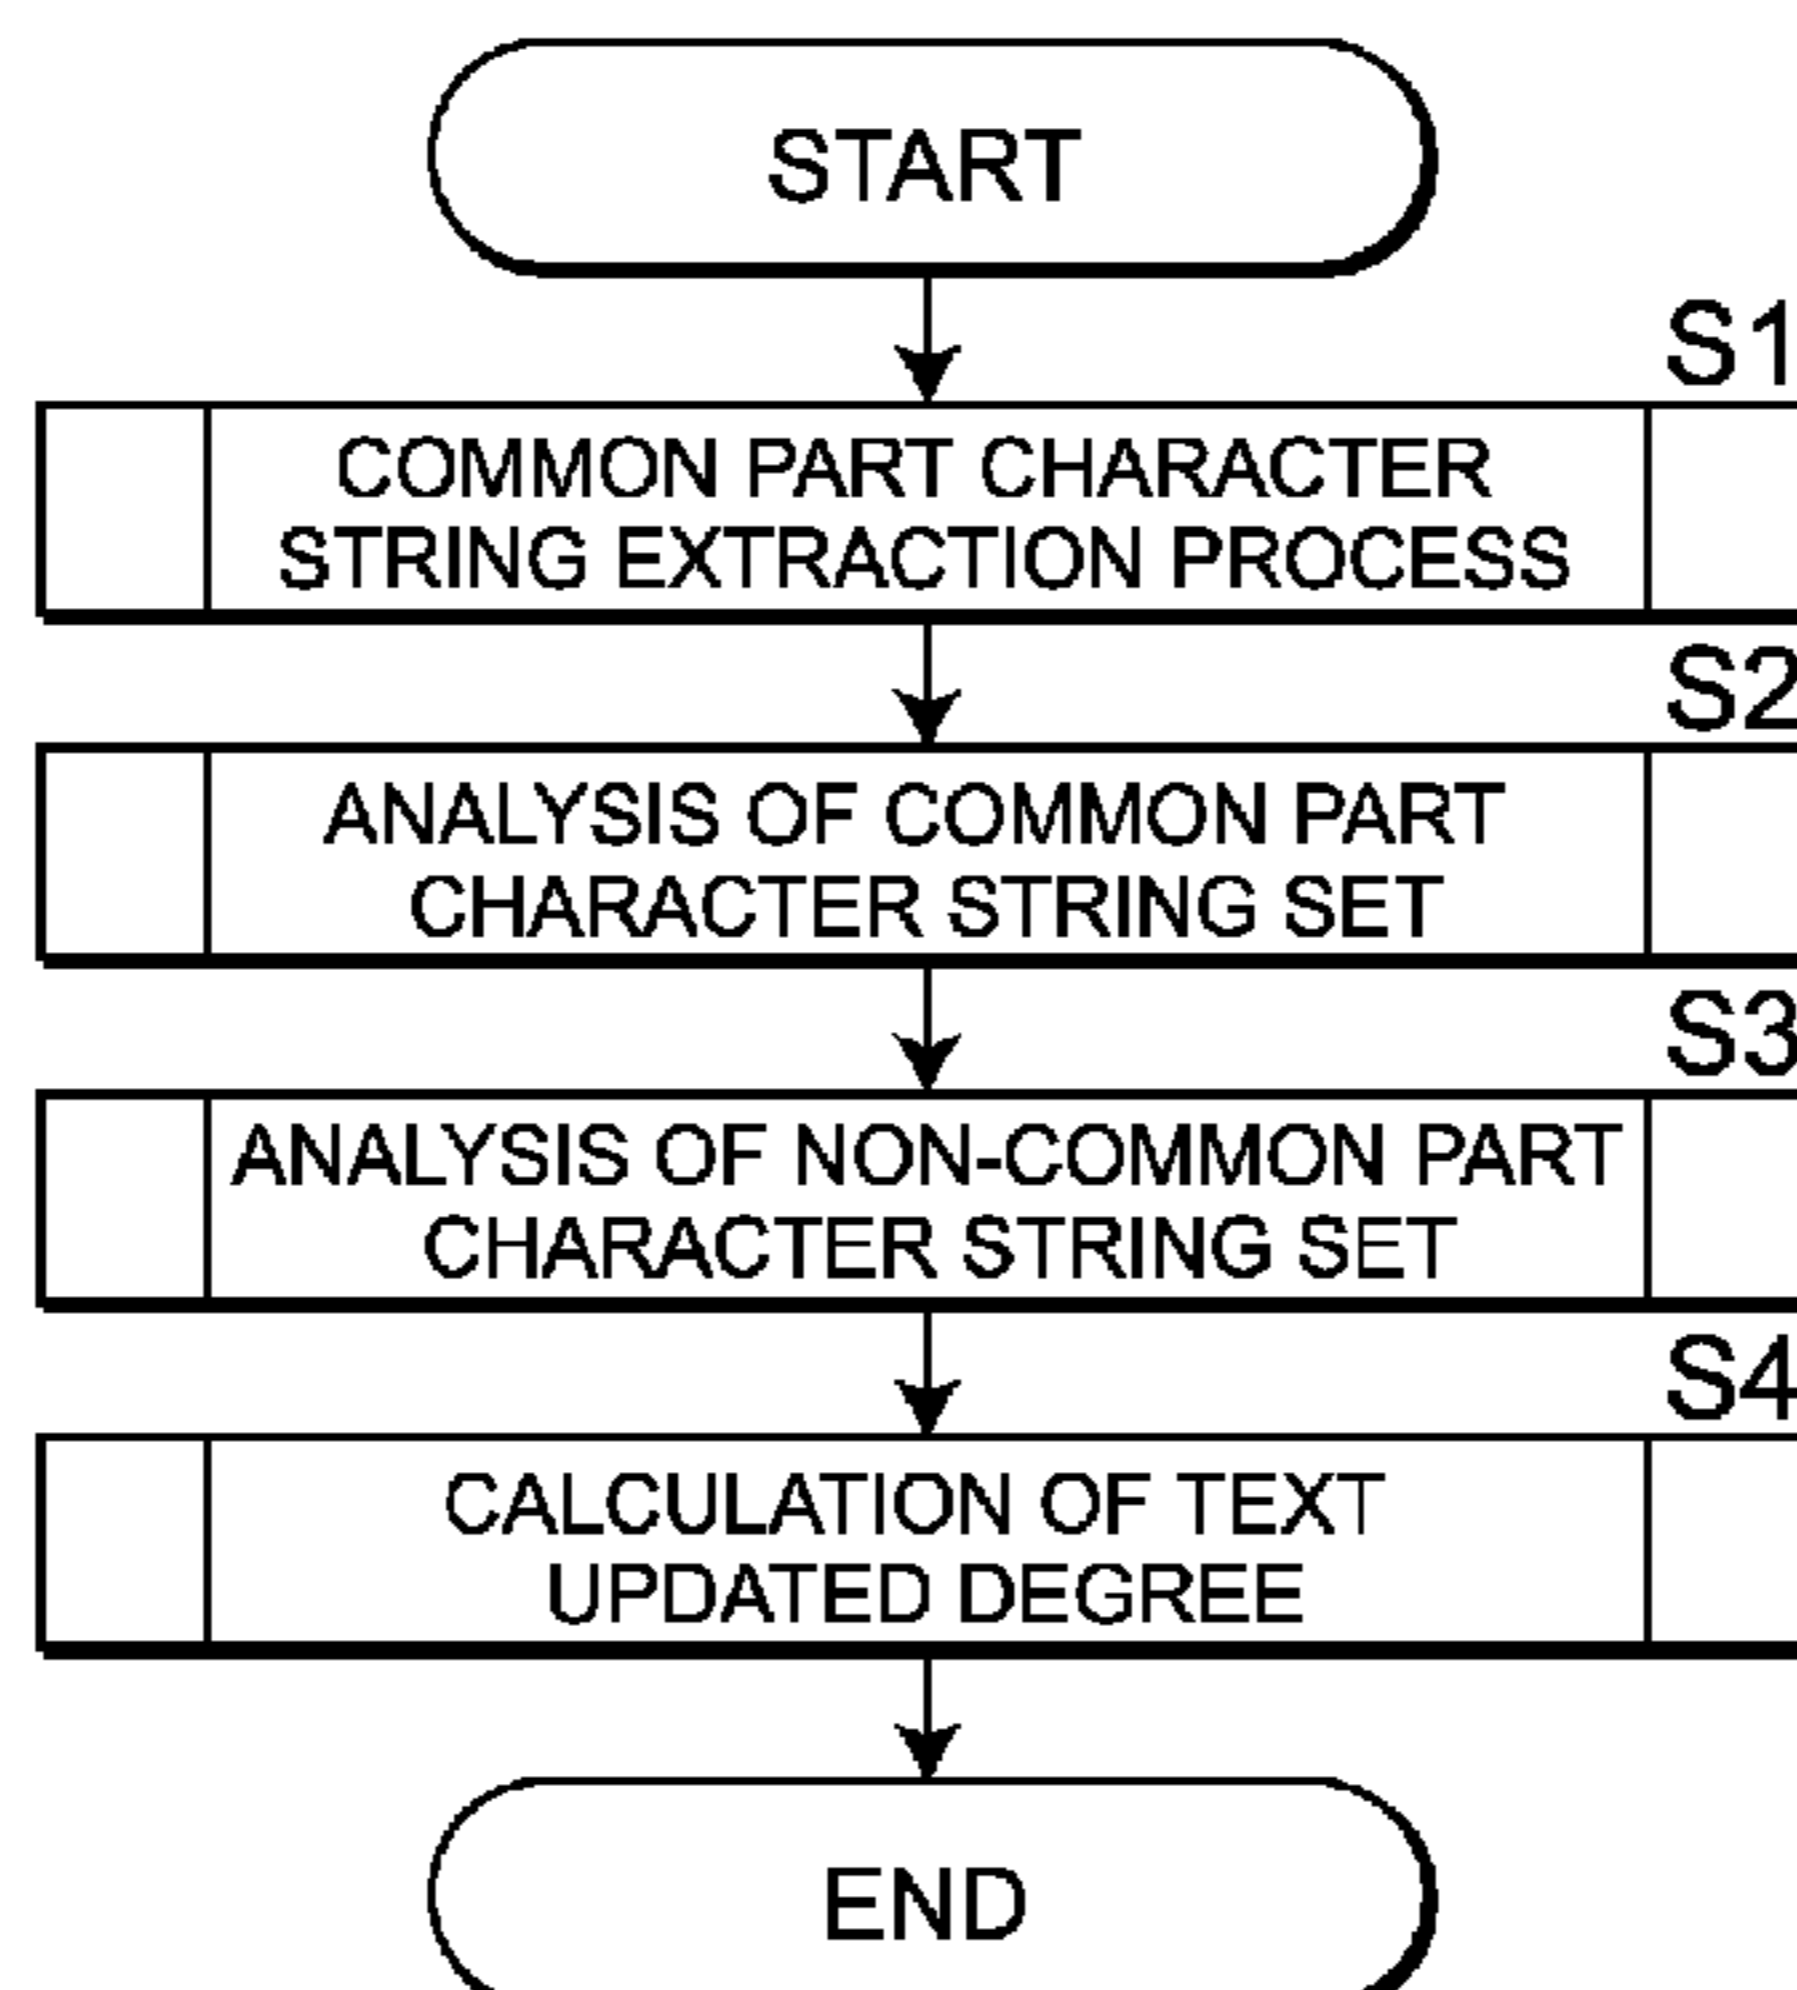 START
S1
COMMON PART CHARACTER
STRING EXTRACTION PROCESS
S2
ANALYSIS OF COMMON PART
CHARACTER STRING SET
S3
ANALYSIS OF NON-COMMON PART
CHARACTER STRING SET
S4
CALCULATION OF TEXT
UPDATED DEGREE
END